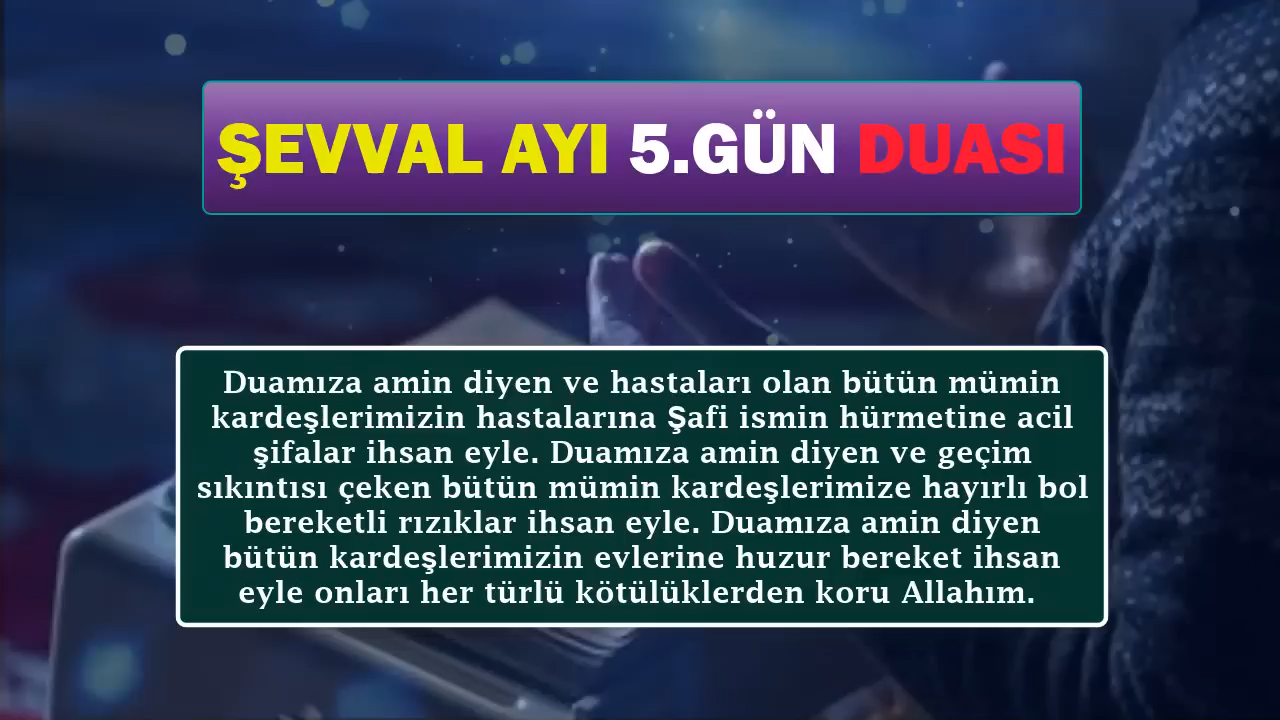 ŞEVVAL AYI 5.GÜN DUASI
Duamıza amin diyen ve hastaları olan bütün mümin
kardeşlerimizin hastalarına Şafi ismin hürmetine acil
şifalar ihsan eyle. Duamıza amin diyen ve geçim
sıkıntısı çeken bütün mümin kardeşlerimize hayırlı bol
bereketli rızıklar ihsan eyle. Duamıza amin diyen
bütün kardeşlerimizin evlerine huzur bereket ihsan
eyle onları her türlü kötülüklerden koru Allahım.